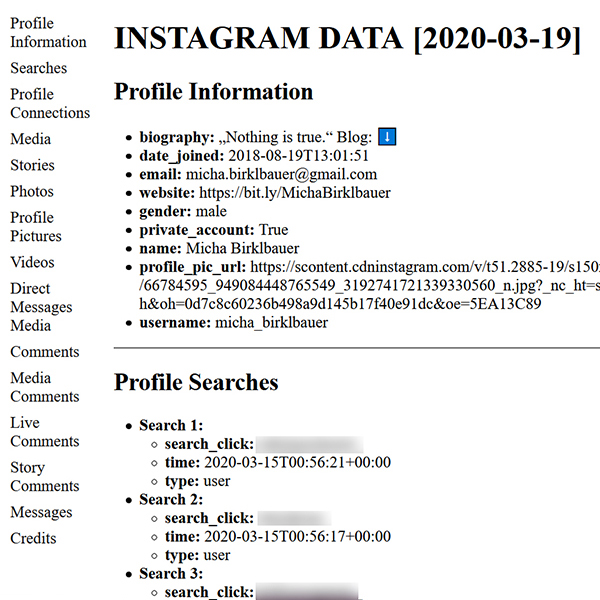 Profile
Information
Searches
Profile
Connections
Media
Stories
Photos
Profile
Pictures
Videos
Direct
Messages
Media
Comments
Media
Comments
Live
Comments
Story
Comments
Messages
Credits
INSTAGRAM DATA [2020-03-19]
Profile Information
biography: „Nothing is true.“ Blog: ⬇
date_joined: 2018-08-19T13:01:51
email: micha.birklbauer@gmail.com
website: https://bit.ly/MichaBirklbauer
gender: male
private_account: True
name: Micha Birklbauer
profile_pic_url: https://scontent.cdninstagram.com/v/t51.2885-19/s150
/66784595_949084448765549_3192741721339330560_n.jpg?_nc_ht=s
h&oh=0d7c8c60236b498a9d145b17f40e91dc&oe=5EA13C89
username: micha_birklbauer
Profile Searches
Search 1:
search_click:
time: 2020-03-15T00:56:21+00:00
type: user
Search 2:
search_click:
time: 2020-03-15T00:56:17+00:00
type: user
Search 3:
search_click: